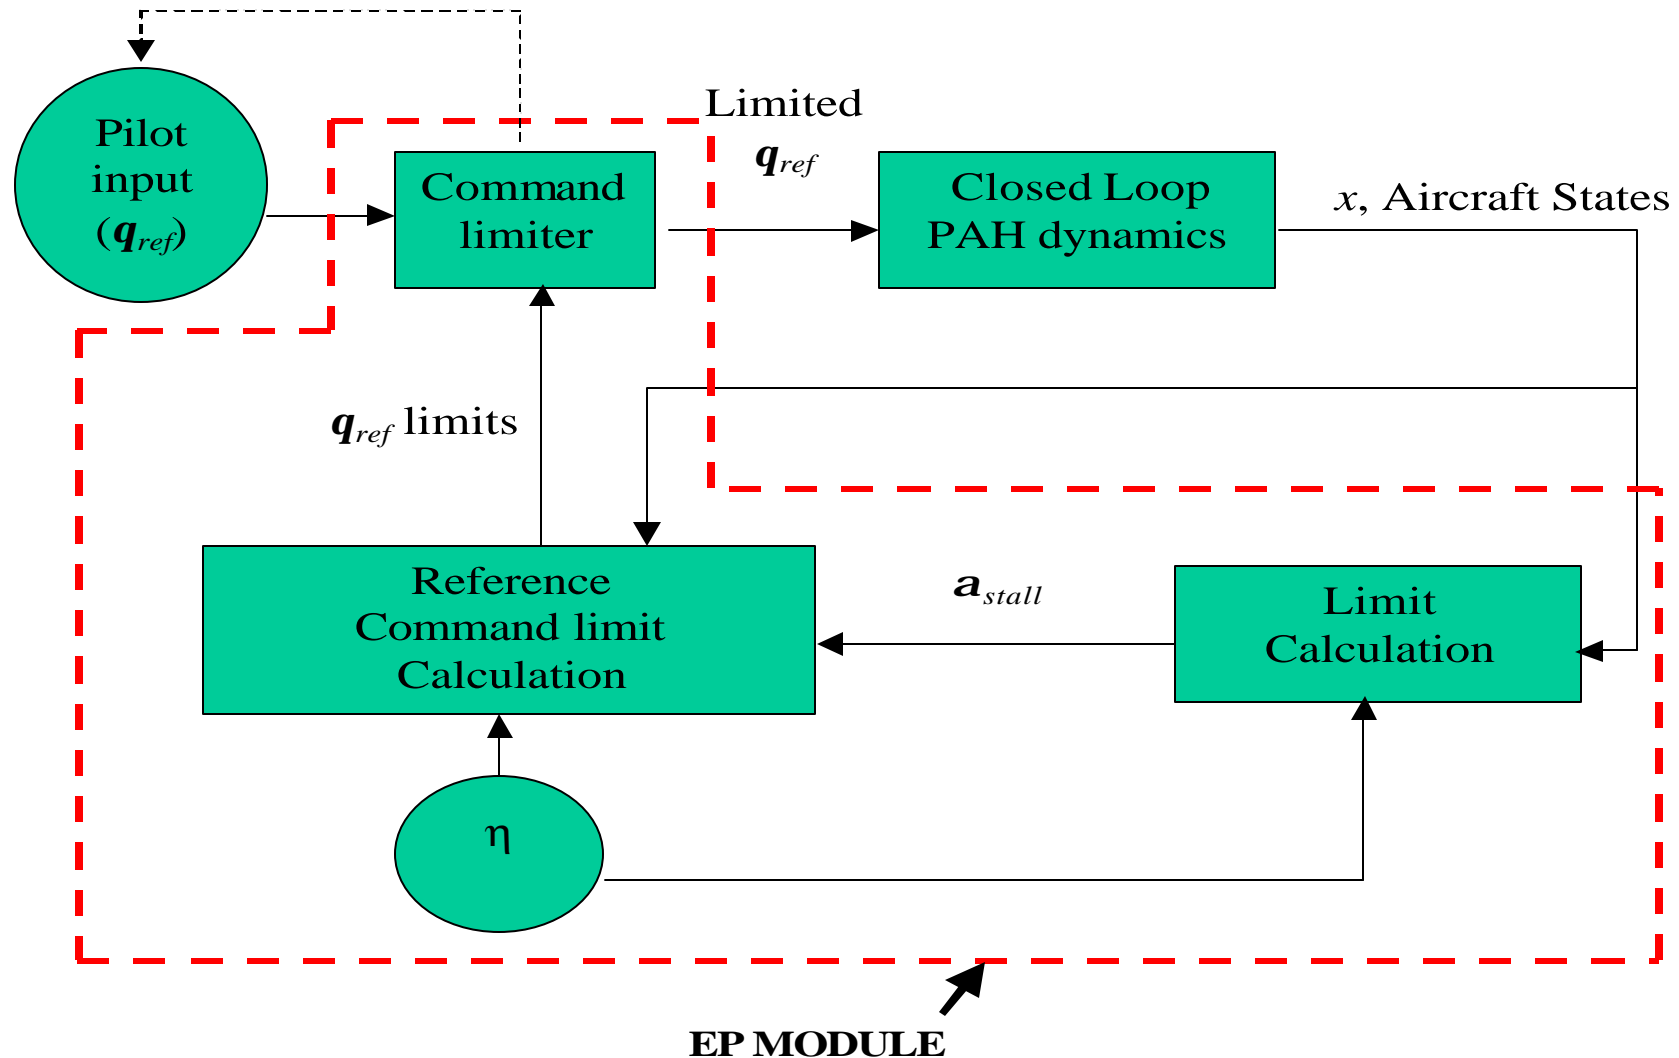 Limited
Pilot
input
(q_ref)
Command
limiter
q_ref
Closed Loop
PAH dynamics
x, Aircraft States
q_ref limits
Reference
Command limit
Calculation
a_stall
Limit
Calculation
η
EP MODULE